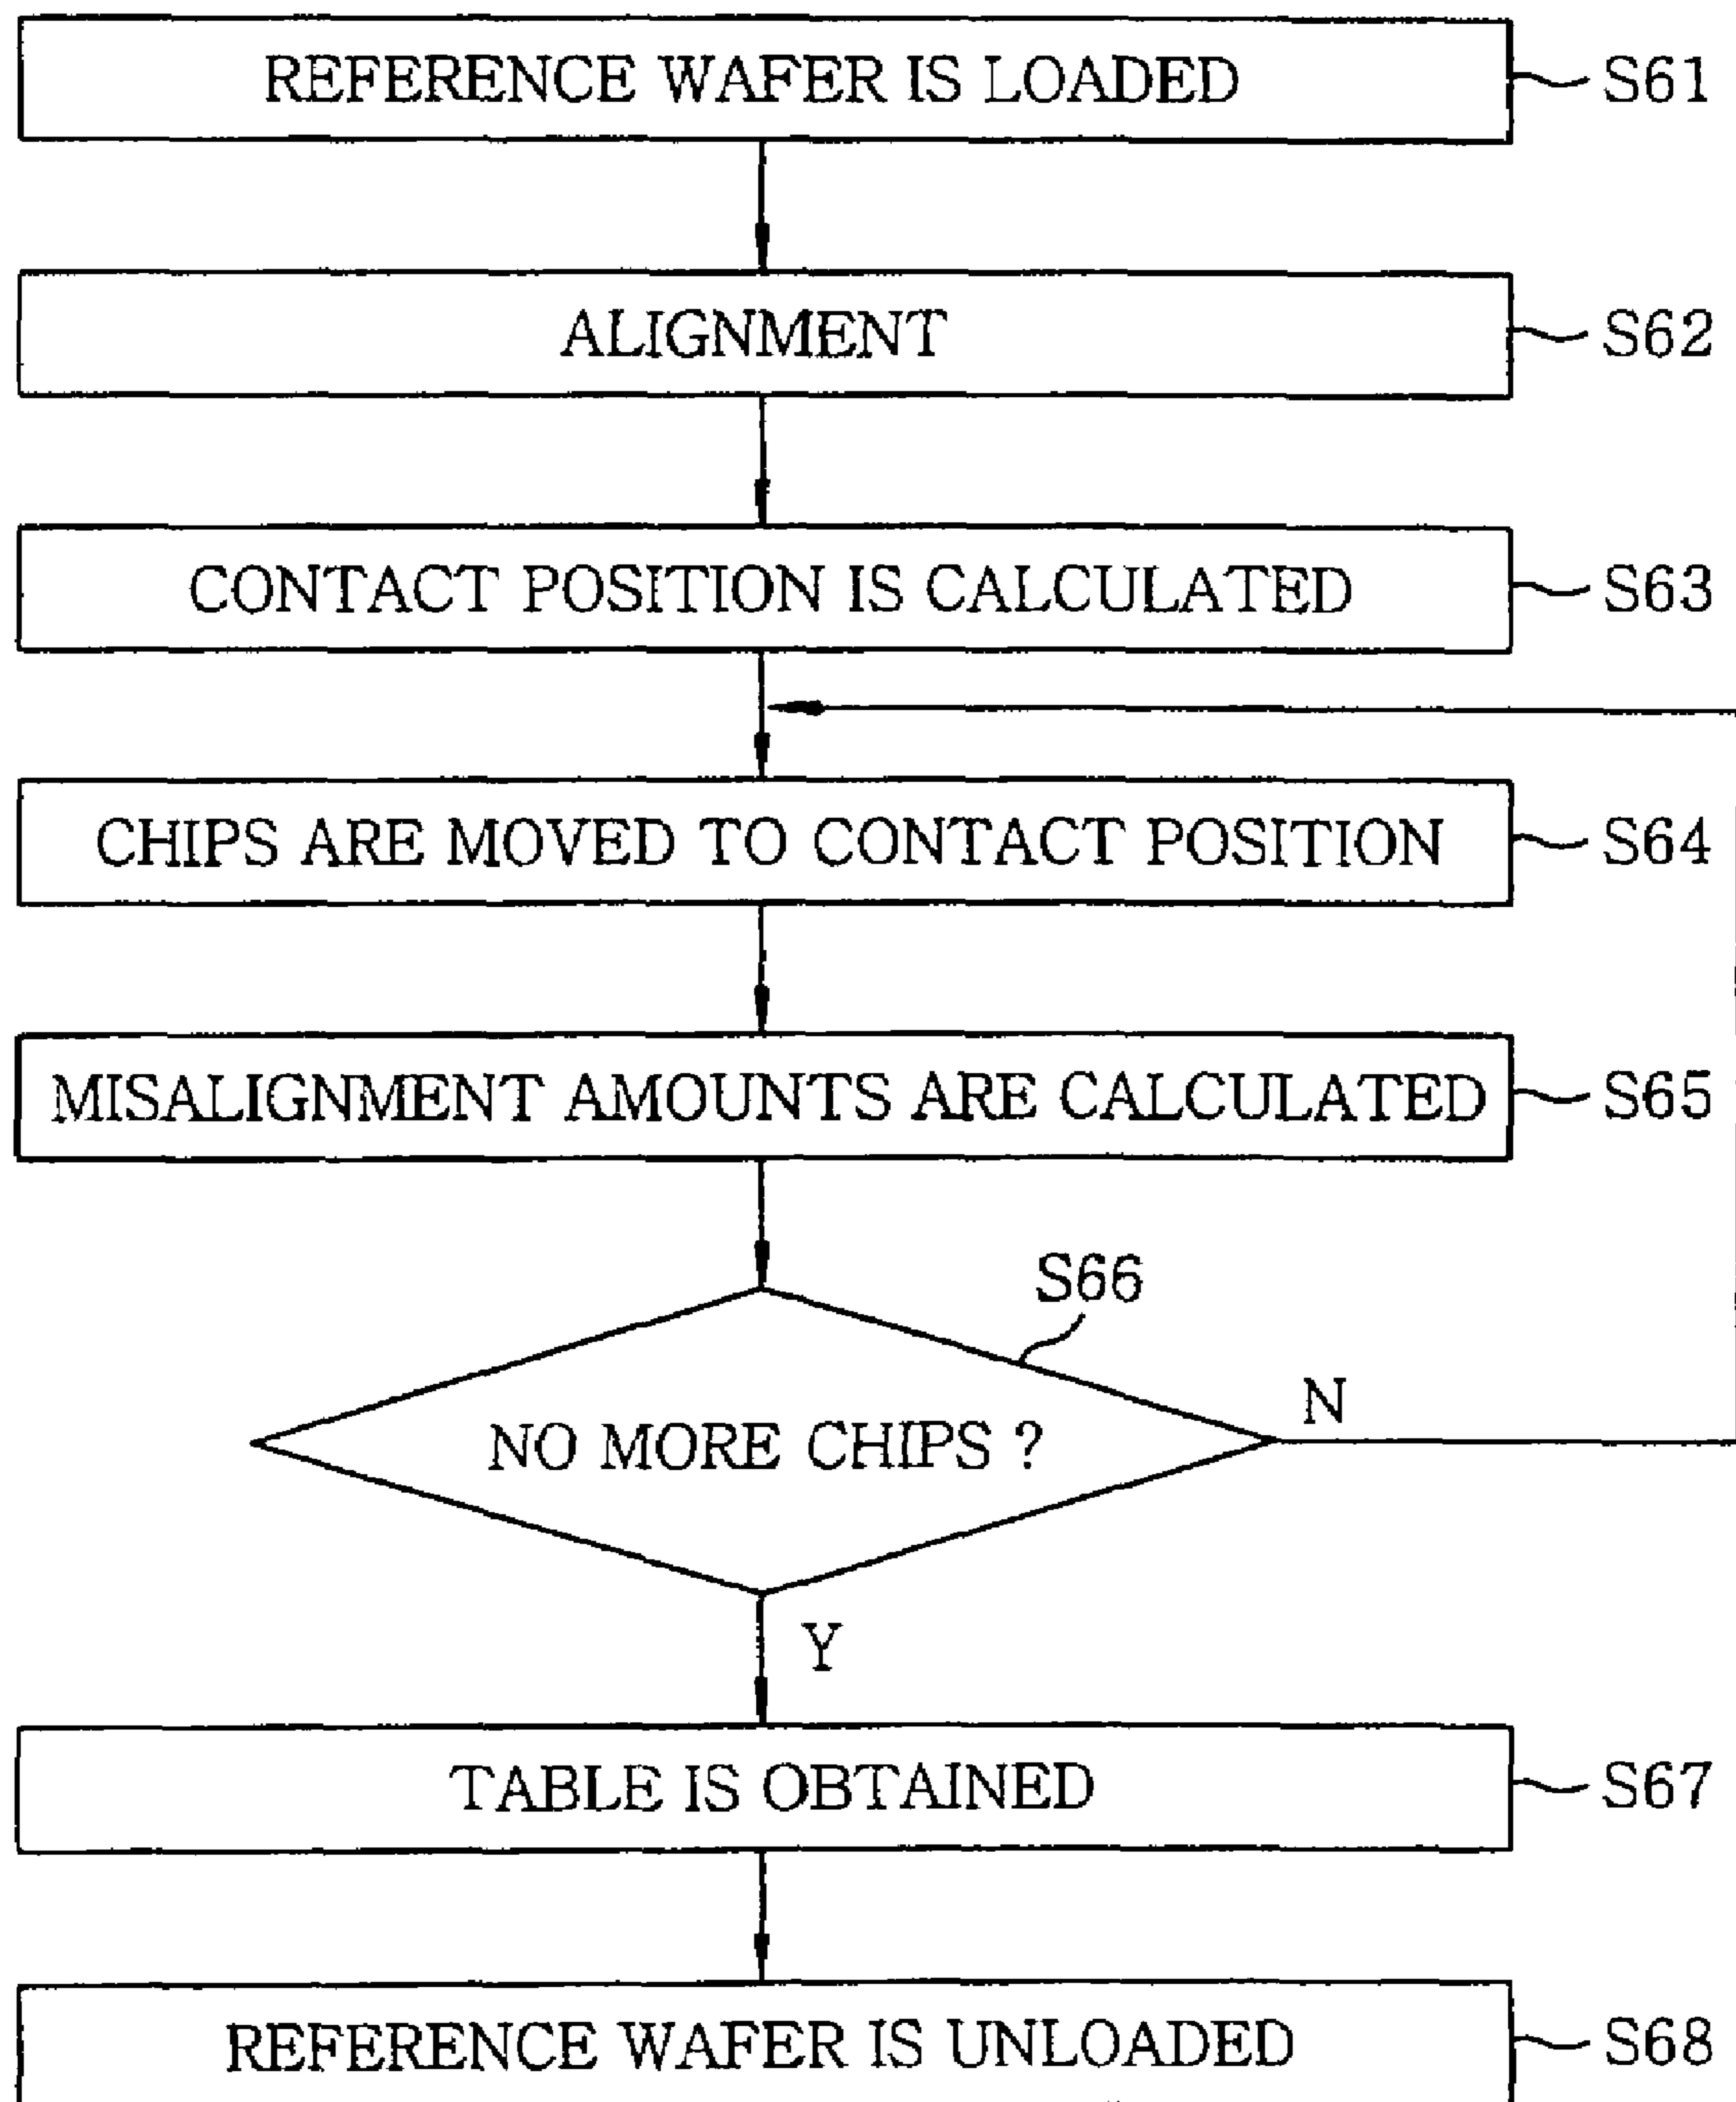 REFERENCE WAFER IS LOADED S61
ALIGNMENT S62
CONTACT POSITION IS CALCULATED S63
CHIPS ARE MOVED TO CONTACT POSITION S64
MISALIGNMENT AMOUNTS ARE CALCULATED S65
S66
NO MORE CHIPS ? N
Y
TABLE IS OBTAINED S67
REFERENCE WAFER IS UNLOADED S68